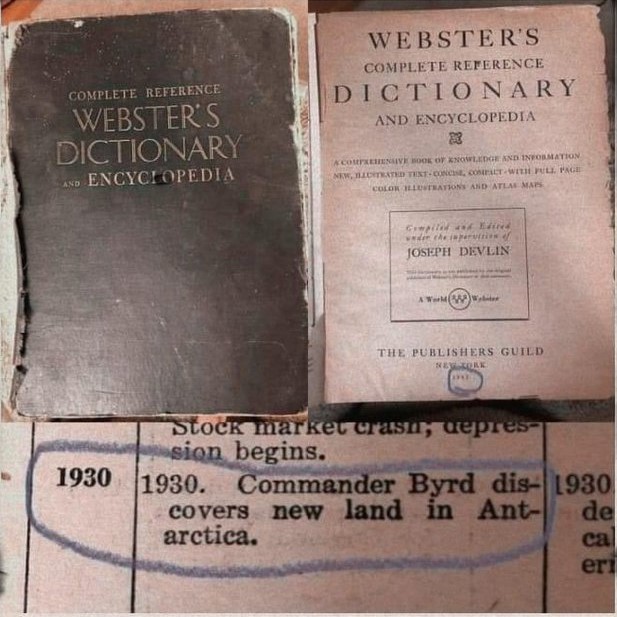 COMPLETE REFERENCE
WEBSTER'S
DICTIONARY
AND ENCYCLOPEDIA
WEBSTER'S
COMPLETE REFERENCE
DICTIONARY
AND ENCYCLOPEDIA
A COMPREHENSIVE BOOK OF KNOWLEDGE AND INFORMATION
NEW, ILLUSTRATED TEXT - CONCISE, COMPACT - WITH FULL PAGE
COLOR ILLUSTRATIONS AND ATLAS MAPS
Compiled and Edited
under the supervision of
JOSEPH DEVLIN
A World Webster
THE PUBLISHERS GUILD
NEW YORK
Stock market crash; depres-
sion begins.
1930
1930. Commander Byrd dis-
covers new land in Ant-
arctica.
1930
de
cal
ern